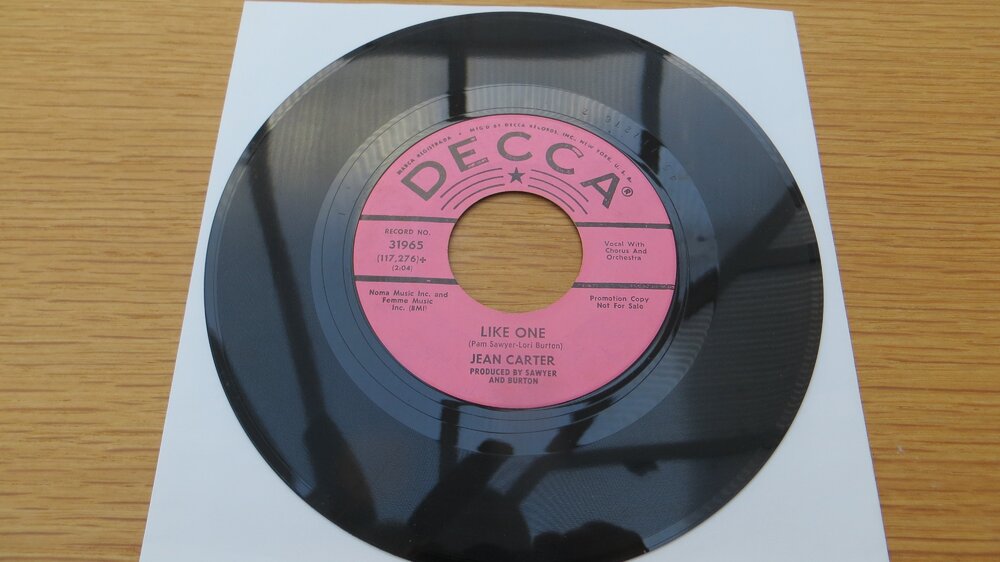 MARCA REGISTRADA • MFG'D BY DECCA RECORDS, INC., NEW YORK, U.S.A.
DECCA®
RECORD NO.
31965
(117,276)+
(2:04)
Vocal With
Chorus And
Orchestra
Noma Music Inc. and
Femme Music
Inc. (BMI)
Promotion Copy
Not For Sale
LIKE ONE
(Pam Sawyer-Lori Burton)
JEAN CARTER
PRODUCED BY SAWYER
AND BURTON